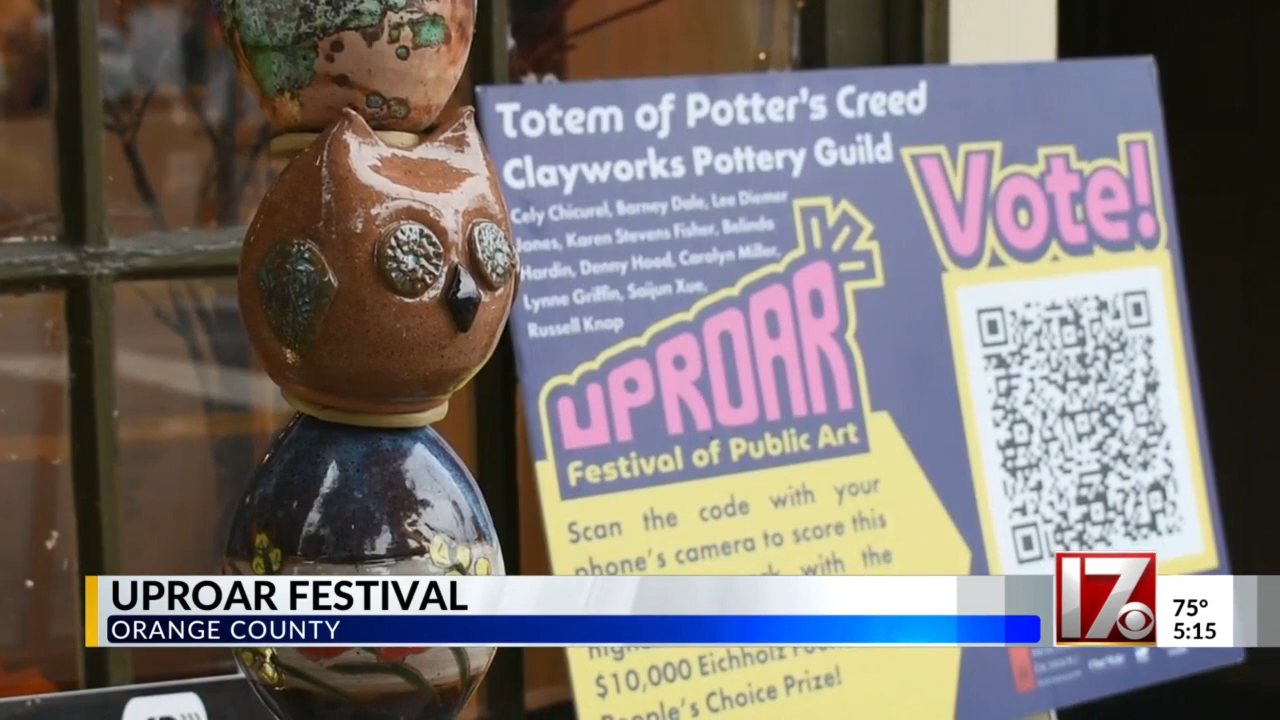 Totem of Potter's Creed
Clayworks Pottery Guild
Cely Chicurel, Barney Dale, Lee Diemer
Jones, Karen Stevens Fisher, Belinda
Hardin, Denny Hood, Carolyn Miller,
Lynne Griffin, Saijun Xue,
Russell Knop
Vote!
UPROAR
Festival of Public Art
Scan the code with your
phone's camera to score this
with the
$10,000 Eichholz
People's Choice Prize!
UPROAR FESTIVAL
ORANGE COUNTY
17
75°
5:15